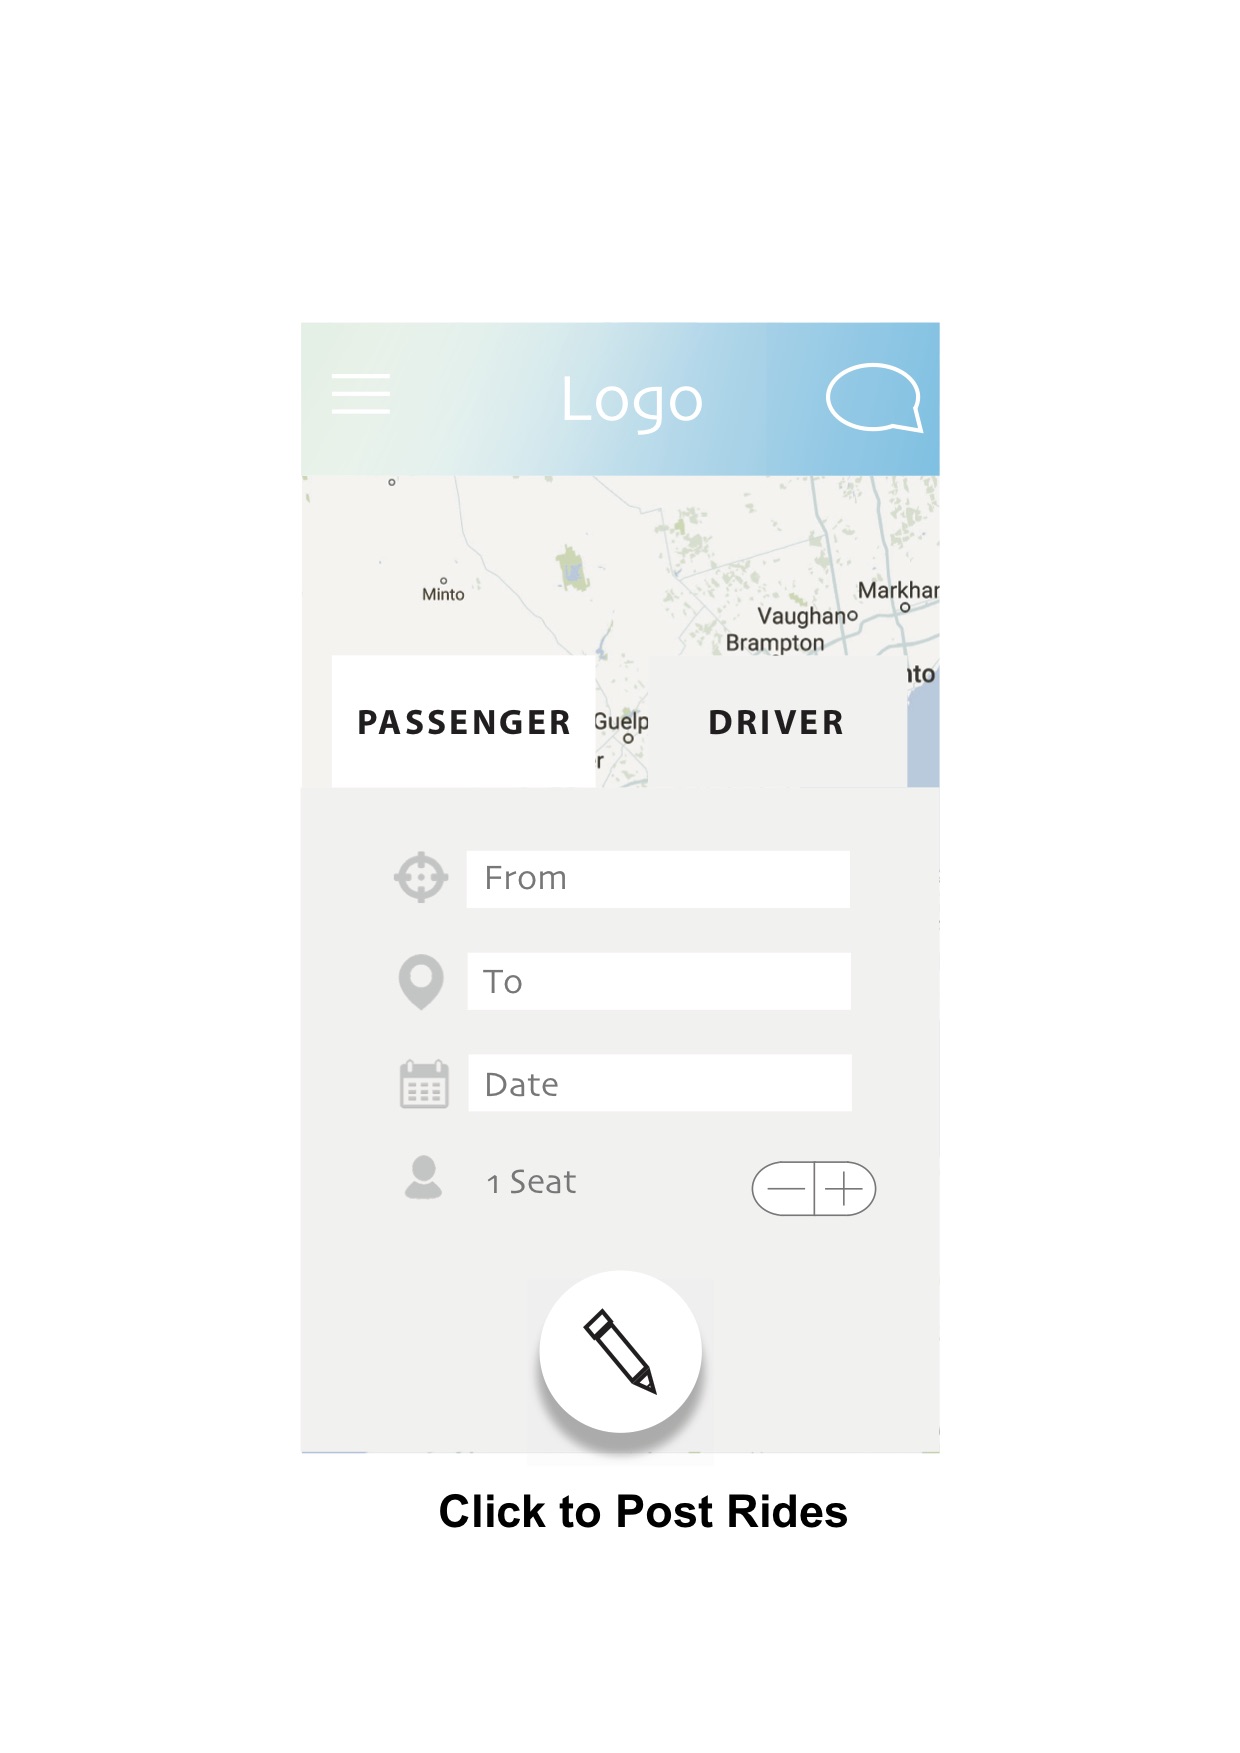 Logo
Minto
Markhar
Vaughan
Brampton
nto
PASSENGER
Guelp
DRIVER
r
From
To
Date
1 Seat
Click to Post Rides